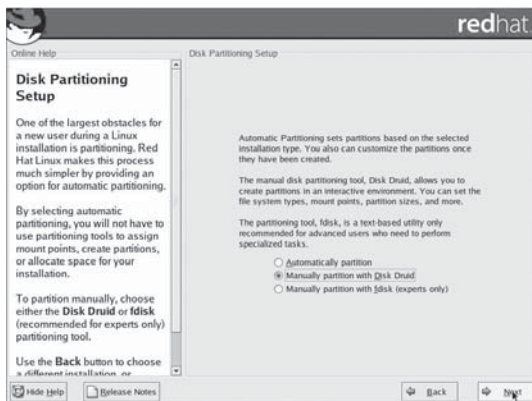 redhat.
Online Help
Disk Partitioning
Setup
One of the largest obstacles for
a new user during a Linux
installation is partitioning. Red
Hat Linux makes this process
much simpler by providing an
option for automatic partitioning.
By selecting automatic
partitioning, you will not have to
use partitioning tools to assign
mount points, create partitions,
or allocate space for your
installation.
To partition manually, choose
either the Disk Druid or fdisk
(recommended for experts only)
partitioning tool.
Use the Back button to choose
a different installation, or
Disk Partitioning Setup
Automatic Partitioning sets partitions based on the selected
installation type. You also can customize the partitions once
they have been created.
The manual disk partitioning tool, Disk Druid, allows you to
create partitions in an interactive environment. You can set the
file system types, mount points, partition sizes, and more.
The partitioning tool, fdisk, is a text-based utility only
recommended for advanced users who need to perform
specialized tasks.
Automatically partition
Manually partition with Disk Druid
Manually partition with fdisk (experts only)
Hide Help
Release Notes
Back
Next